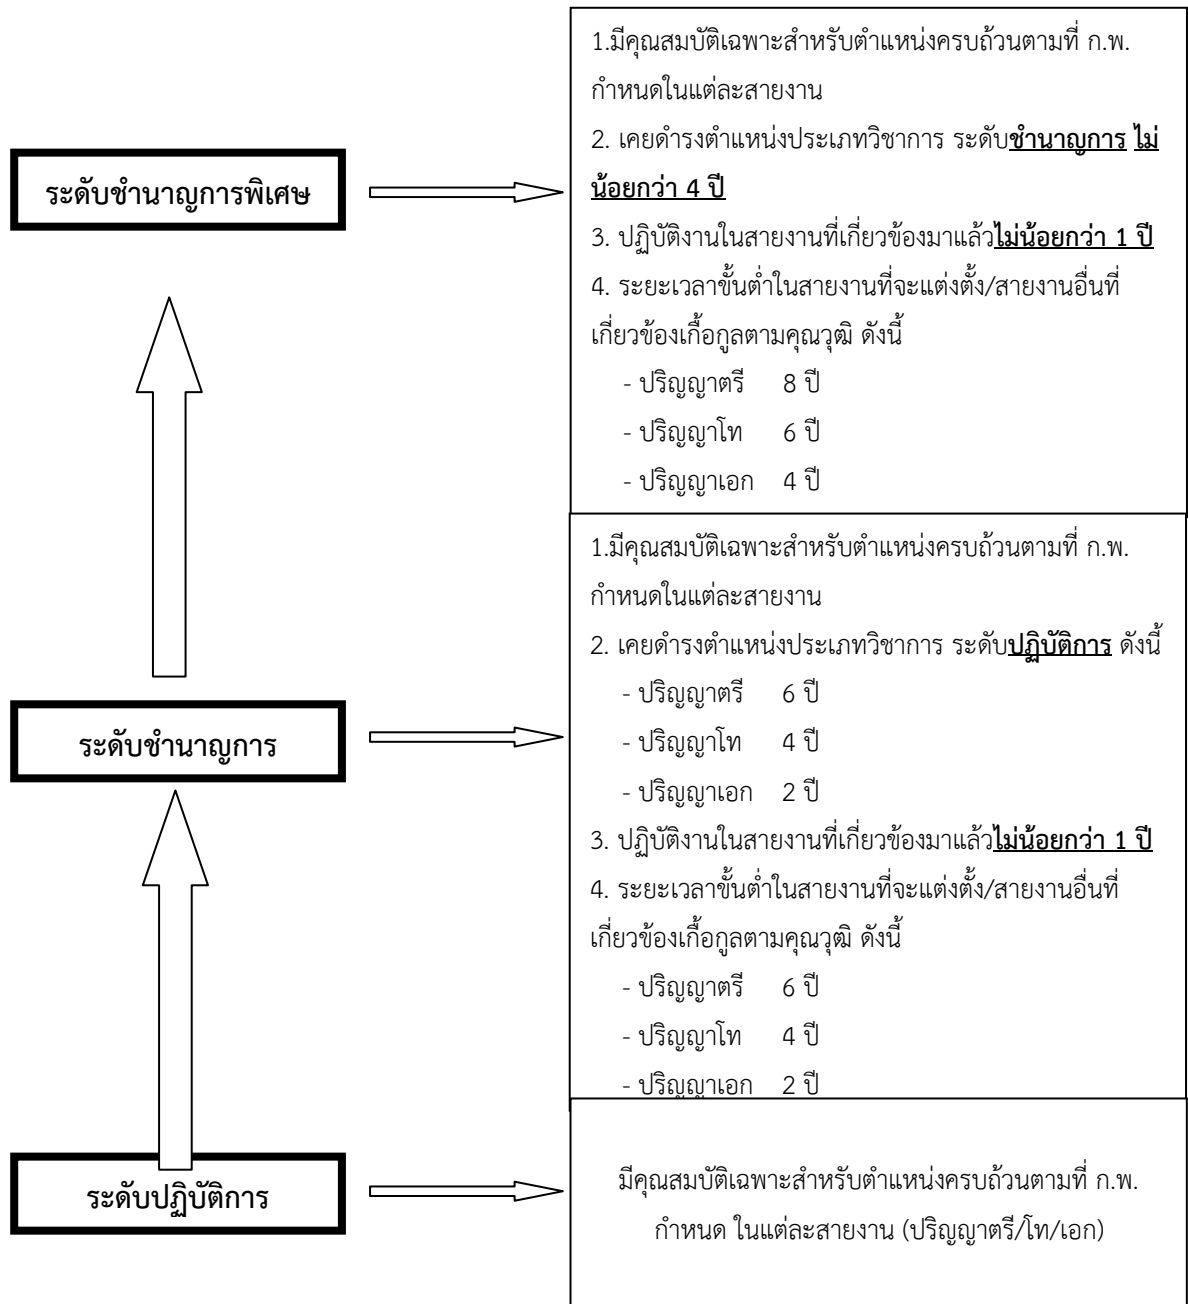 1.มีคุณสมบัติเฉพาะสำหรับตำแหน่งครบถ้วนตามที่ ก.พ.
กำหนดในแต่ละสายงาน
2. เคยดำรงตำแหน่งประเภทวิชาการ ระดับชำนาญการ ไม่
น้อยกว่า 4 ปี
3. ปฏิบัติงานในสายงานที่เกี่ยวข้องมาแล้วไม่น้อยกว่า 1 ปี
4. ระยะเวลาขั้นต่ำในสายงานที่จะแต่งตั้ง/สายงานอื่นที่
เกี่ยวข้องเกื้อกูลตามคุณวุฒิ ดังนี้
- ปริญญาตรี 8 ปี
- ปริญญาโท 6 ปี
- ปริญญาเอก 4 ปี
ระดับชำนาญการพิเศษ
1.มีคุณสมบัติเฉพาะสำหรับตำแหน่งครบถ้วนตามที่ ก.พ.
กำหนดในแต่ละสายงาน
2. เคยดำรงตำแหน่งประเภทวิชาการ ระดับปฏิบัติการ ดังนี้
- ปริญญาตรี 6 ปี
- ปริญญาโท 4 ปี
- ปริญญาเอก 2 ปี
3. ปฏิบัติงานในสายงานที่เกี่ยวข้องมาแล้วไม่น้อยกว่า 1 ปี
4. ระยะเวลาขั้นต่ำในสายงานที่จะแต่งตั้ง/สายงานอื่นที่
เกี่ยวข้องเกื้อกูลตามคุณวุฒิ ดังนี้
- ปริญญาตรี 6 ปี
- ปริญญาโท 4 ปี
- ปริญญาเอก 2 ปี
ระดับชำนาญการ
มีคุณสมบัติเฉพาะสำหรับตำแหน่งครบถ้วนตามที่ ก.พ.
กำหนด ในแต่ละสายงาน (ปริญญาตรี/โท/เอก)
ระดับปฏิบัติการ